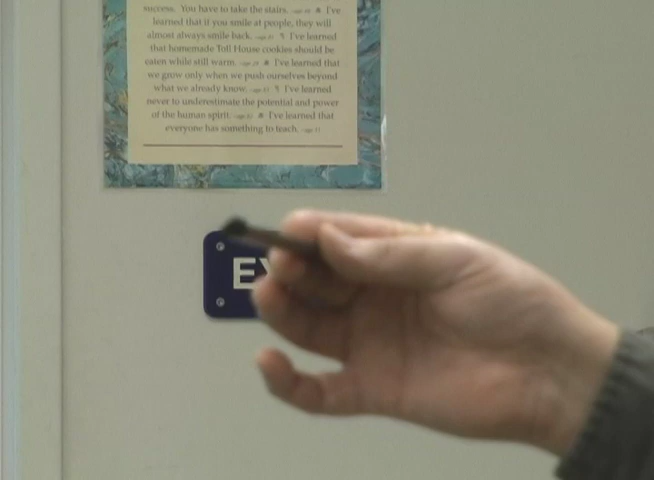 success. You have to take the stairs. ❋ I've
learned that if you smile at people, they will
almost always smile back. ¶ I've learned
that homemade Toll House cookies should be
eaten while still warm. —age 29 ❋ I've learned that
we grow only when we push ourselves beyond
what we already know. ¶ I've learned
never to underestimate the potential and power
of the human spirit. ❋ I've learned that
everyone has something to teach.
EX